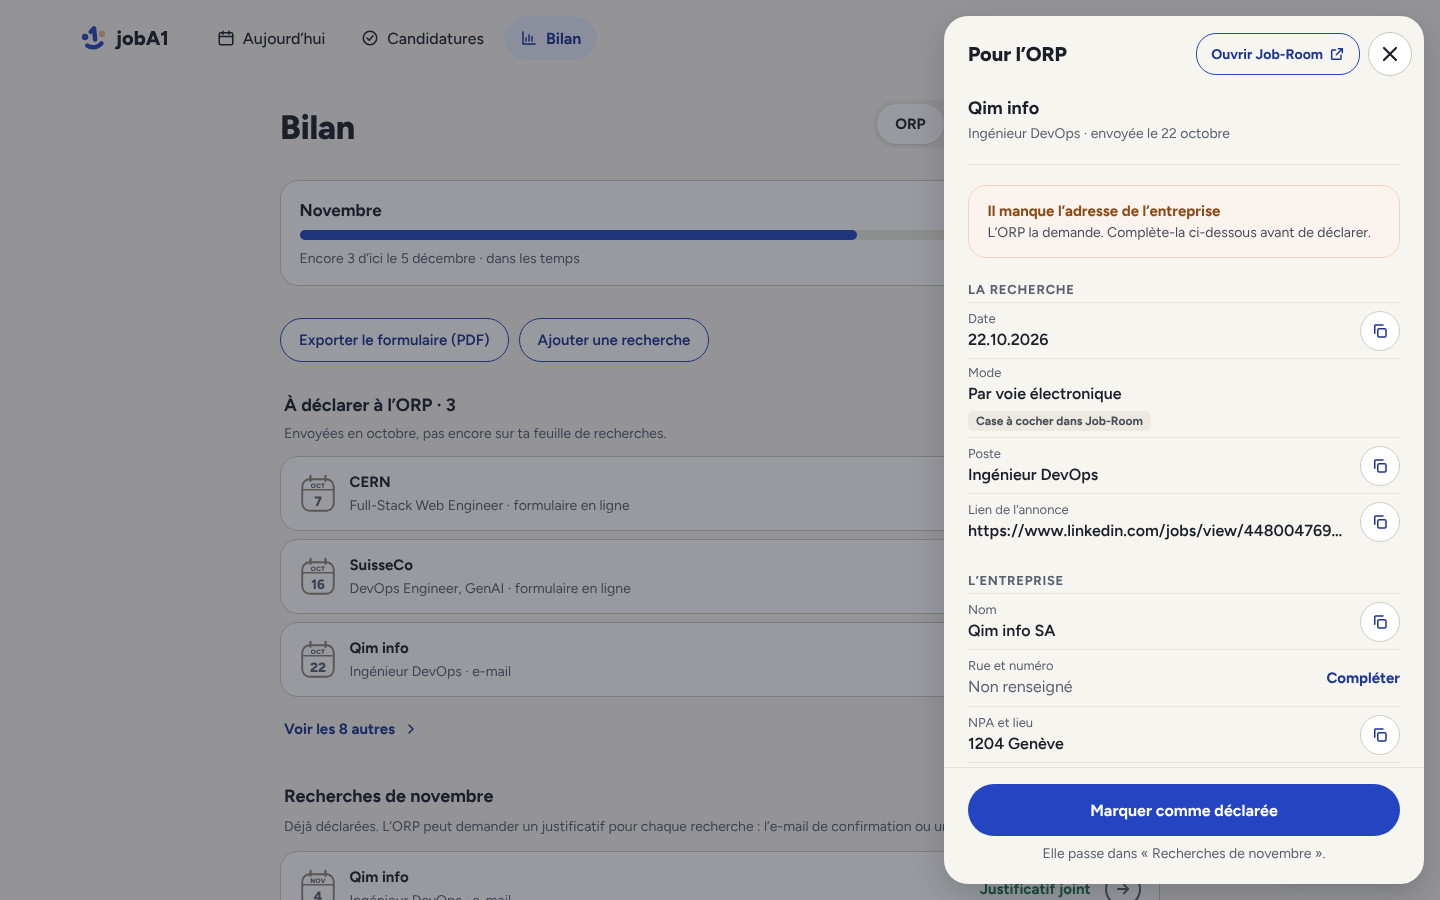 jobA1
Aujourd’hui
Candidatures
Bilan
Bilan
ORP
Novembre
Encore 3 d’ici le 5 décembre · dans les temps
Exporter le formulaire (PDF)
Ajouter une recherche
À déclarer à l’ORP · 3
Envoyées en octobre, pas encore sur ta feuille de recherches.
OCT
7
CERN
Full-Stack Web Engineer · formulaire en ligne
OCT
16
SuisseCo
DevOps Engineer, GenAI · formulaire en ligne
OCT
22
Qim info
Ingénieur DevOps · e-mail
Voir les 8 autres
Recherches de novembre
Déjà déclarées. L’ORP peut demander un justificatif pour chaque recherche : l’e-mail de confirmation ou
NOV
4
Qim info
Ingénieur DevOps · e-mail
Justificatif joint
Pour l’ORP
Ouvrir Job-Room
Qim info
Ingénieur DevOps · envoyée le 22 octobre
Il manque l’adresse de l’entreprise
L’ORP la demande. Complète-la ci-dessous avant de déclarer.
LA RECHERCHE
Date
22.10.2026
Mode
Par voie électronique
Case à cocher dans Job-Room
Poste
Ingénieur DevOps
Lien de l’annonce
https://www.linkedin.com/jobs/view/448004769…
L’ENTREPRISE
Nom
Qim info SA
Rue et numéro
Non renseigné
Compléter
NPA et lieu
1204 Genève
Marquer comme déclarée
Elle passe dans « Recherches de novembre ».